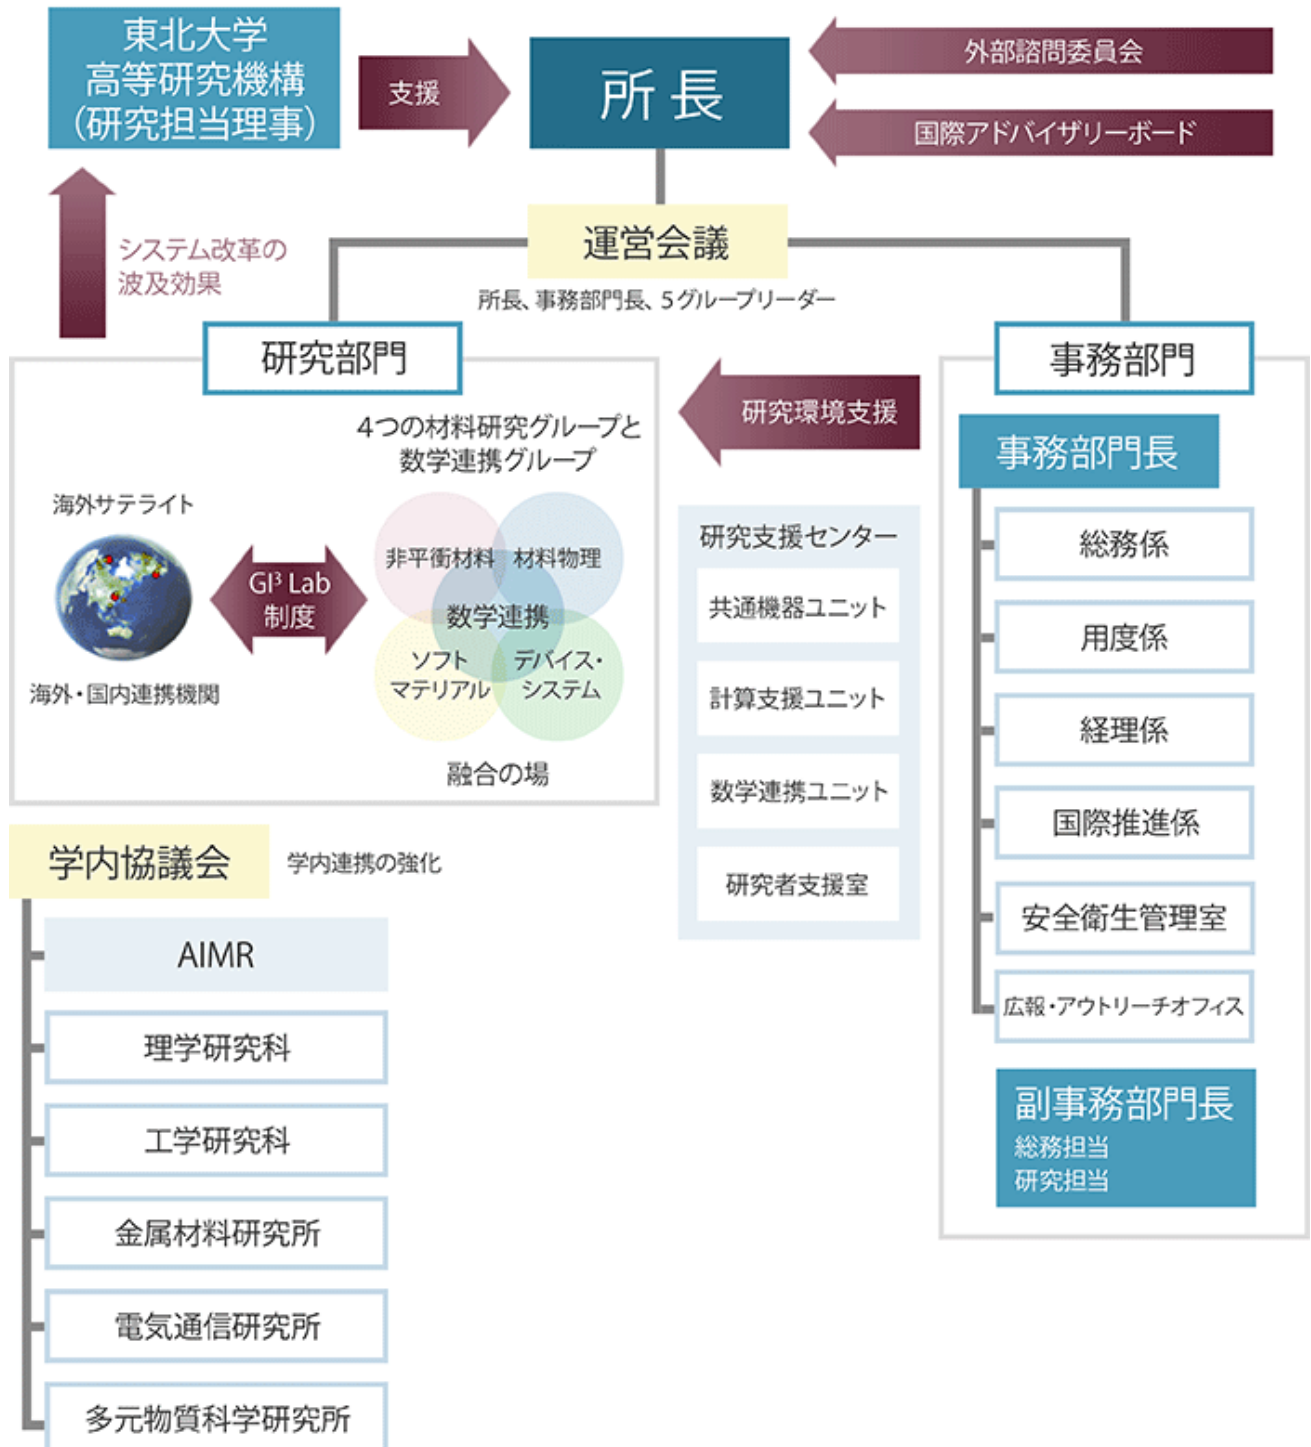 東北大学
高等研究機構
（研究担当理事）
支援
所長
外部諮問委員会
国際アドバイザリーボード
システム改革の
波及効果
運営会議
所長、事務部門長、5グループリーダー
研究部門
4つの材料研究グループと
数学連携グループ
海外サテライト
GI³ Lab
制度
海外・国内連携機関
非平衡材料
材料物理
数学連携
ソフト
マテリアル
デバイス・
システム
融合の場
研究環境支援
研究支援センター
共通機器ユニット
計算支援ユニット
数学連携ユニット
研究者支援室
事務部門
事務部門長
総務係
用度係
経理係
国際推進係
安全衛生管理室
広報・アウトリーチオフィス
副事務部門長
総務担当
研究担当
学内協議会
学内連携の強化
AIMR
理学研究科
工学研究科
金属材料研究所
電気通信研究所
多元物質科学研究所